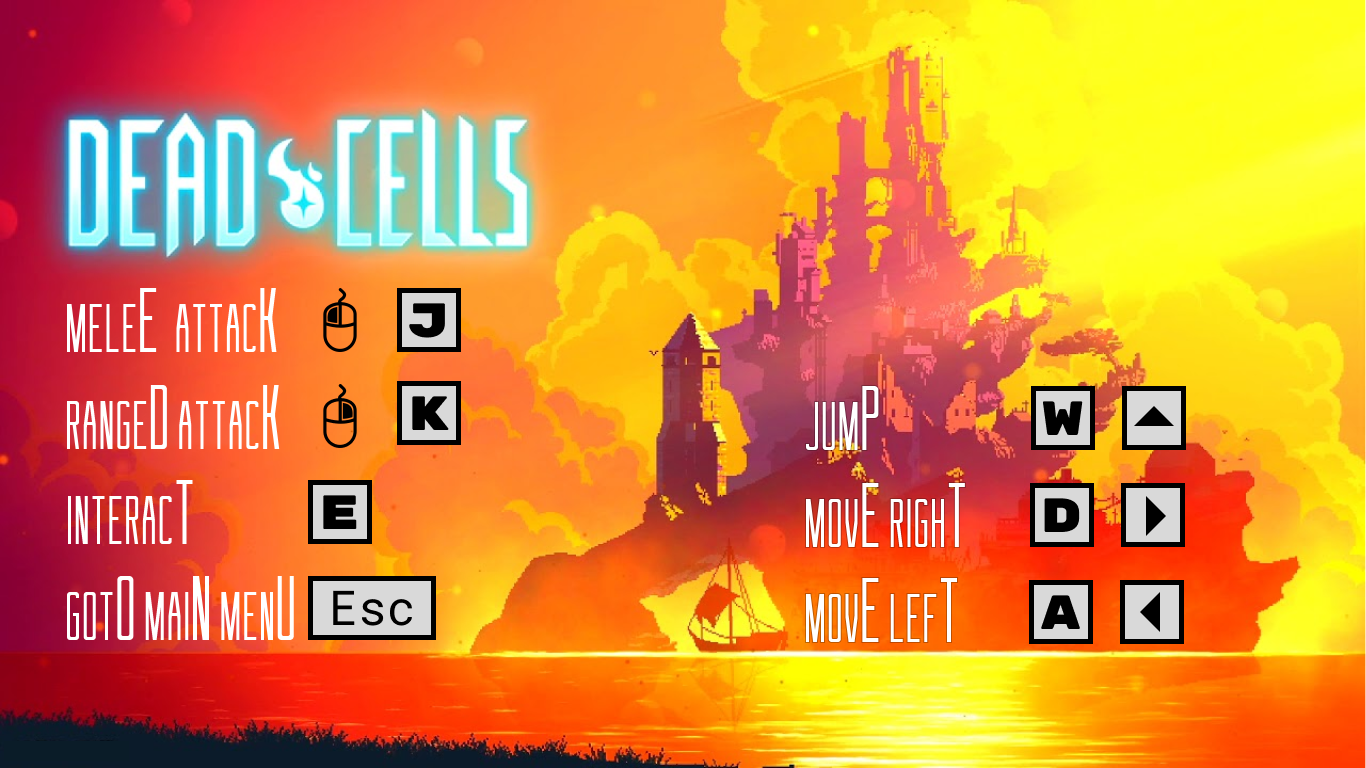 DEAD CELLS
MELEE ATTACK J
RANGED ATTACK K
INTERACT E
GOTO MAIN MENU Esc
JUMP W
MOVE RIGHT D
MOVE LEFT A